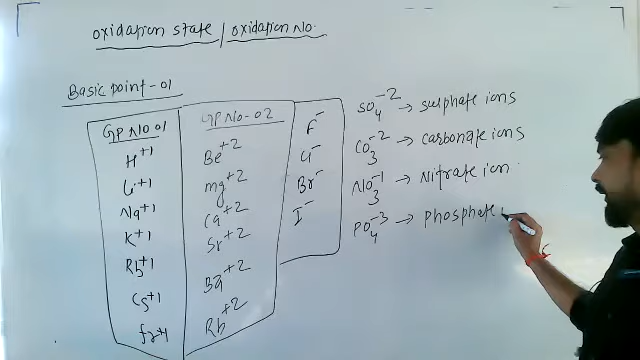 oxidation state / oxidation No.
Basic point-01
GP NO 01
H+1
Li+1
Na+1
K+1
Rb+1
Cs+1
fr+1
GP No-02
Be+2
mg+2
Ca+2
Sr+2
Ba+2
Rb+2
F-
Cl-
Br-
I-
SO4-2 → sulphate ions
CO3-2 → carbonate ions
NO3-1 → Nitrate ion
PO4-3 → phosphate